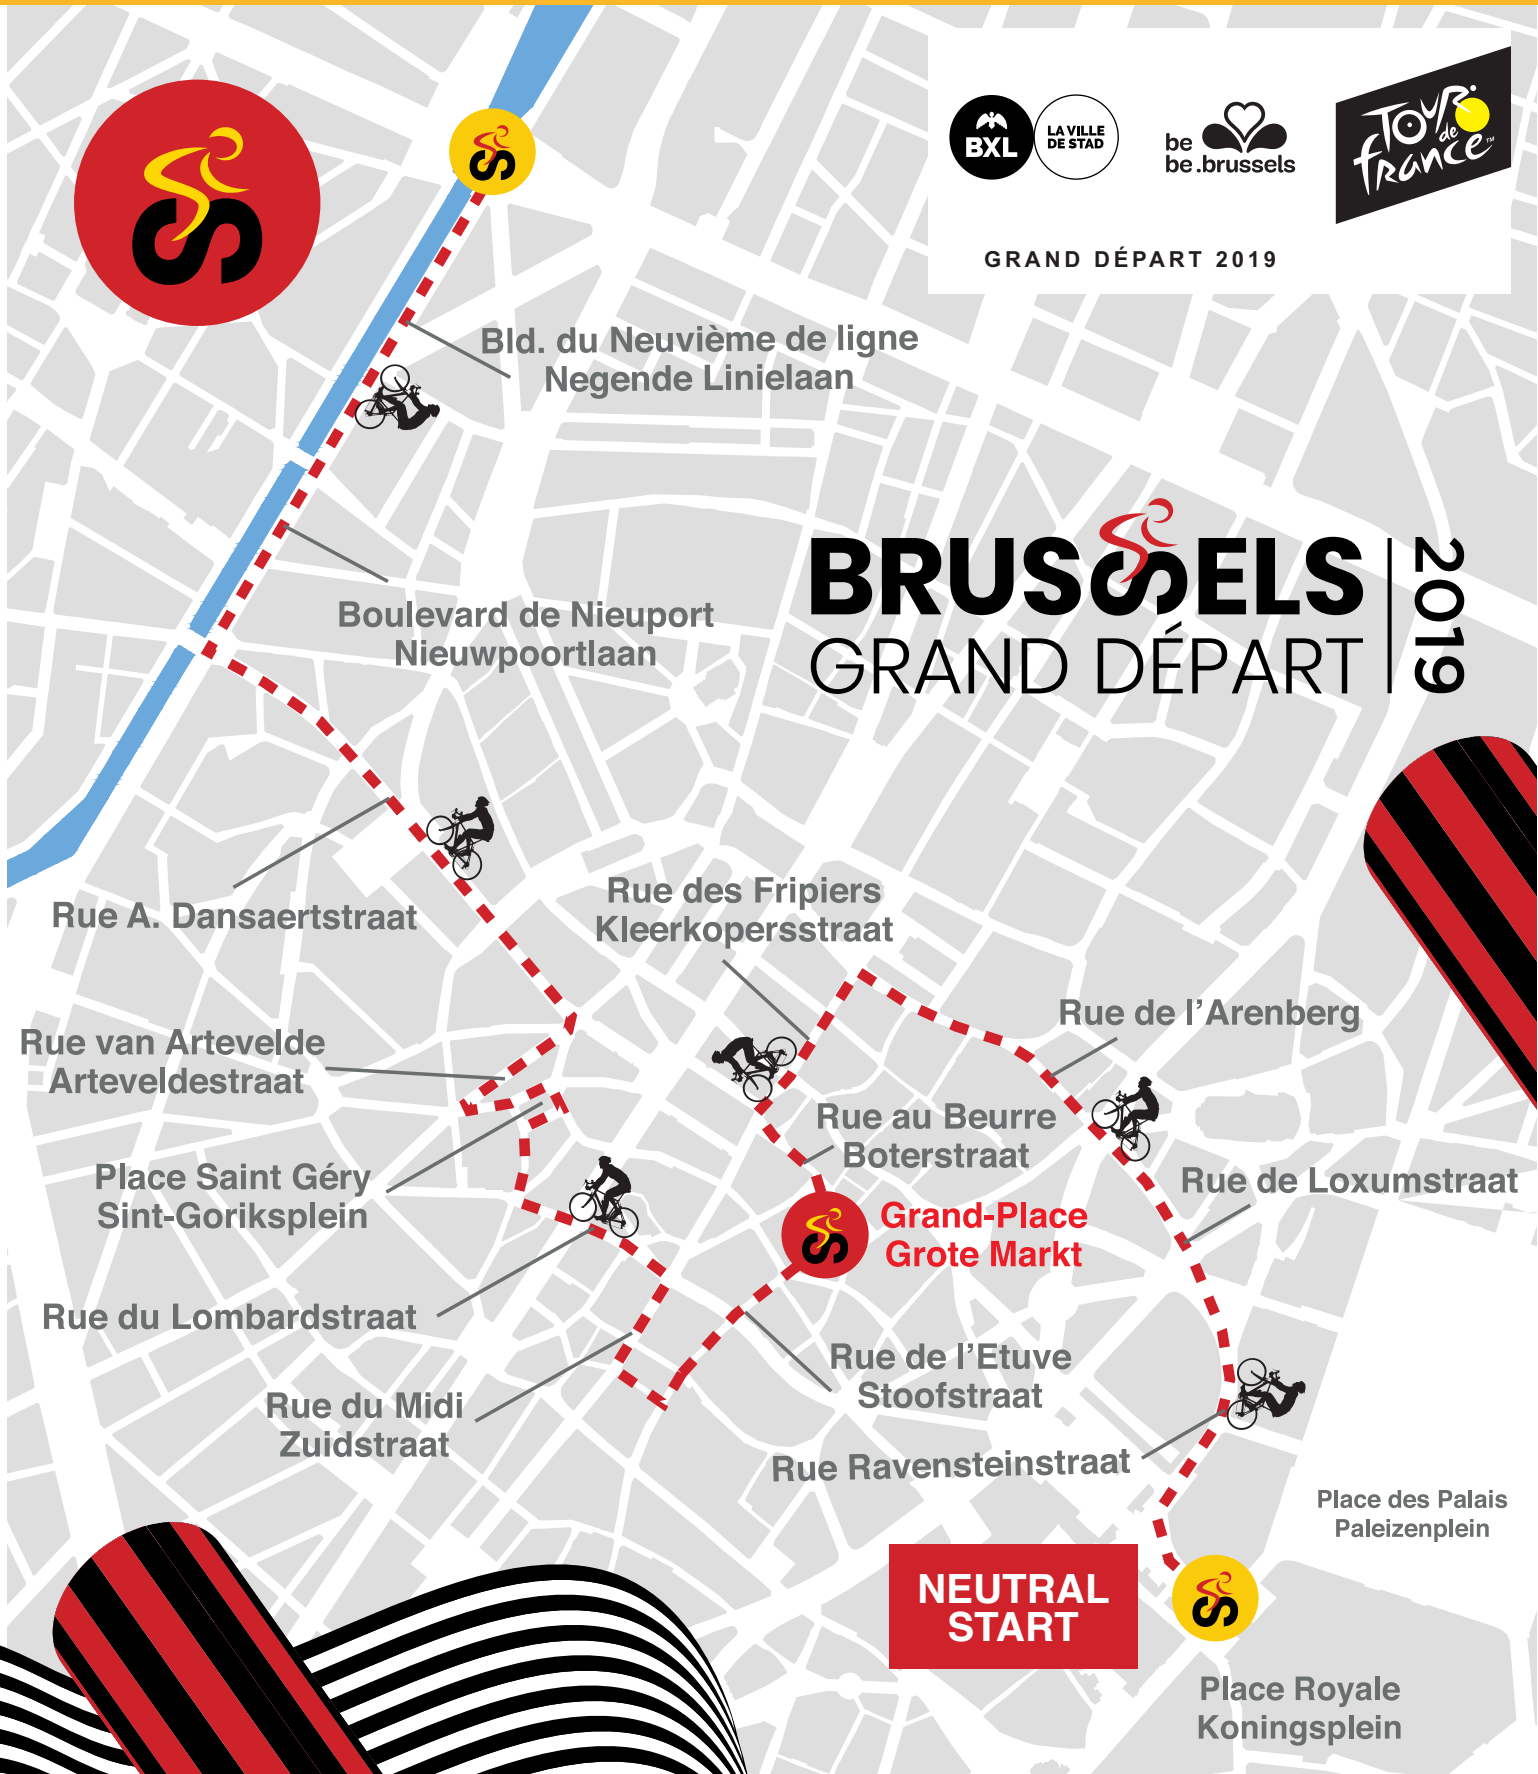 BXL
LA VILLE
DE STAD
be
be.brussels
TOUR
de
france™
GRAND DÉPART 2019
Bld. du Neuvième de ligne
Negende Linielaan
BRUSSELS
GRAND DÉPART
2019
Boulevard de Nieuport
Nieuwpoortlaan
Rue A. Dansaertstraat
Rue des Fripiers
Kleerkopersstraat
Rue de l’Arenberg
Rue van Artevelde
Arteveldestraat
Rue au Beurre
Boterstraat
Place Saint Géry
Sint-Goriksplein
Rue de Loxumstraat
Grand-Place
Grote Markt
Rue du Lombardstraat
Rue de l’Etuve
Stoofstraat
Rue du Midi
Zuidstraat
Rue Ravensteinstraat
Place des Palais
Paleizenplein
NEUTRAL
START
Place Royale
Koningsplein